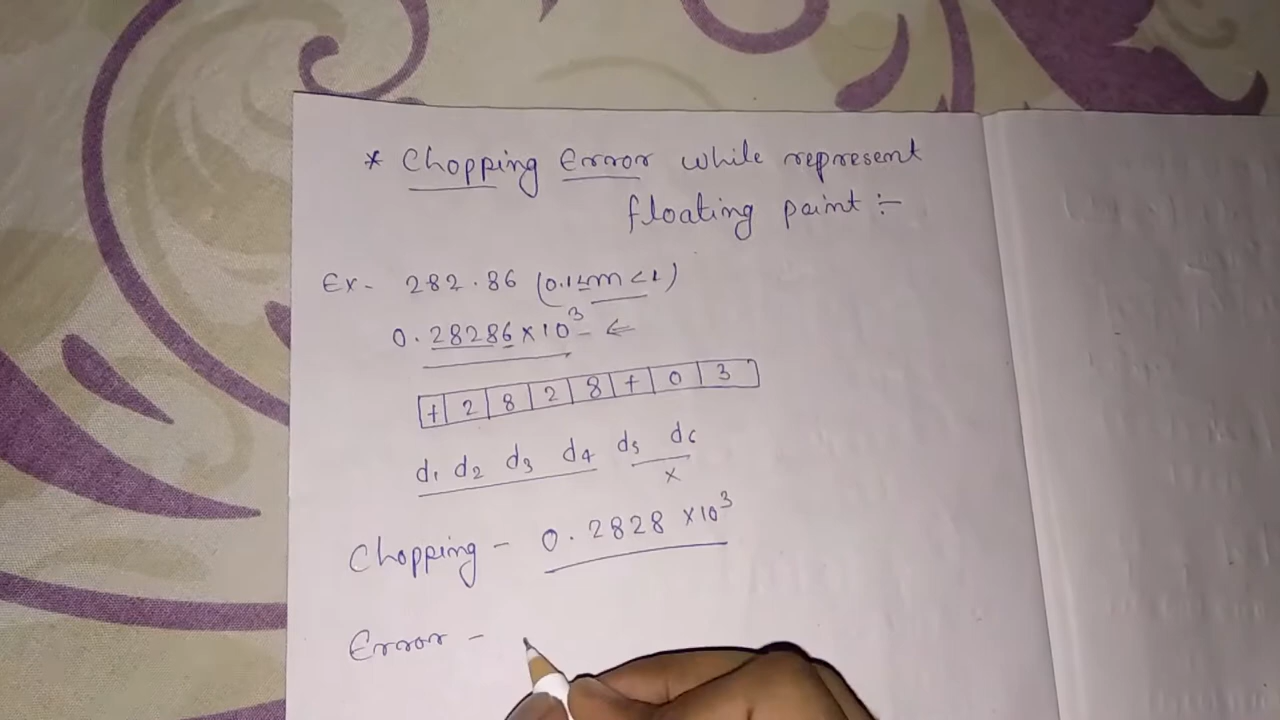 * Chopping Error while represent
floating paint :-
Ex - 282.86 (0.1≤m<1)
0.28286×10³ - ⇐
+ 2 8 2 8 + 0 3
d₁ d₂ d₃ d₄ d₅ d₆
x
Chopping - 0.2828 ×10³
Error -